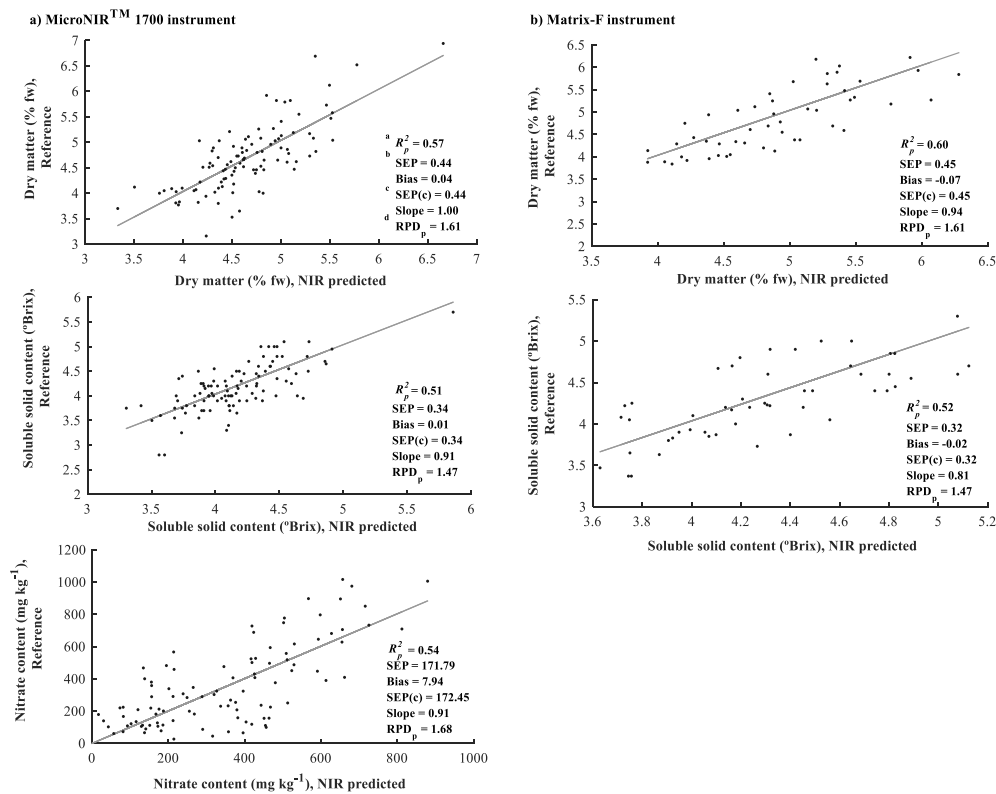 a) MicroNIR™ 1700 instrument
7
6.5
6
5.5
5
4.5
4
3.5
3
3
3.5
4
4.5
5
5.5
6
6.5
7
Dry matter (% fw),
Reference
Dry matter (% fw), NIR predicted
a R²p = 0.57
b SEP = 0.44
Bias = 0.04
c SEP(c) = 0.44
Slope = 1.00
d RPDp = 1.61
b) Matrix-F instrument
6.5
6
5.5
5
4.5
4
3.5
3
2.5
2
3.5
4
4.5
5
5.5
6
6.5
Dry matter (% fw),
Reference
Dry matter (% fw), NIR predicted
R²p = 0.60
SEP = 0.45
Bias = -0.07
SEP(c) = 0.45
Slope = 0.94
RPDp = 1.61
6
5.5
5
4.5
4
3.5
3
2.5
2
3
3.5
4
4.5
5
5.5
6
Soluble solid content (ºBrix),
Reference
Soluble solid content (ºBrix), NIR predicted
R²p = 0.51
SEP = 0.34
Bias = 0.01
SEP(c) = 0.34
Slope = 0.91
RPDp = 1.47
5.5
5
4.5
4
3.5
3
3.6
3.8
4
4.2
4.4
4.6
4.8
5
5.2
Soluble solid content (ºBrix),
Reference
Soluble solid content (ºBrix), NIR predicted
R²p = 0.52
SEP = 0.32
Bias = -0.02
SEP(c) = 0.32
Slope = 0.81
RPDp = 1.47
1200
1000
800
600
400
200
0
0
200
400
600
800
1000
Nitrate content (mg kg⁻¹),
Reference
Nitrate content (mg kg⁻¹), NIR predicted
R²p = 0.54
SEP = 171.79
Bias = 7.94
SEP(c) = 172.45
Slope = 0.91
RPDp = 1.68